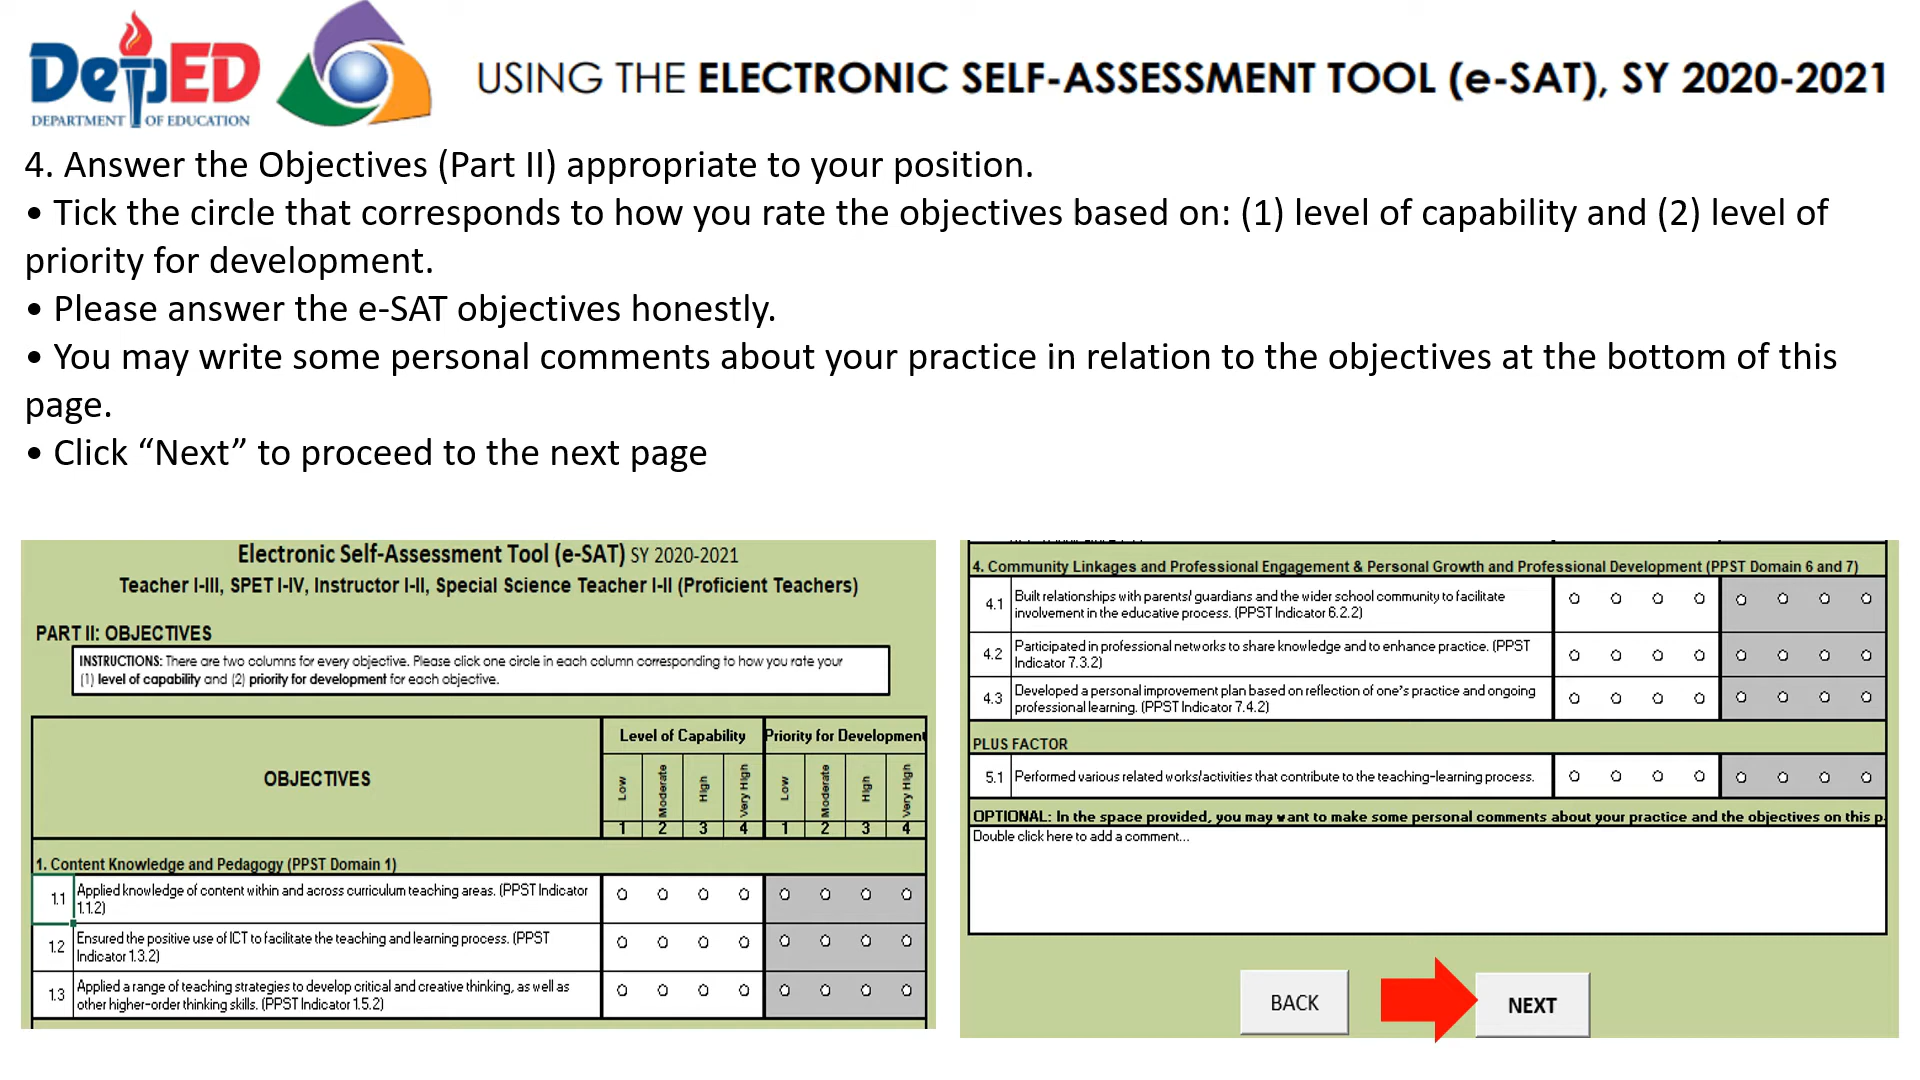 DepED
DEPARTMENT OF EDUCATION
USING THE ELECTRONIC SELF-ASSESSMENT TOOL (e-SAT), SY 2020-2021
4. Answer the Objectives (Part II) appropriate to your position.
• Tick the circle that corresponds to how you rate the objectives based on: (1) level of capability and (2) level of
priority for development.
• Please answer the e-SAT objectives honestly.
• You may write some personal comments about your practice in relation to the objectives at the bottom of this
page.
• Click “Next” to proceed to the next page
Electronic Self-Assessment Tool (e-SAT) SY 2020-2021
Teacher I-III, SPET I-IV, Instructor I-II, Special Science Teacher I-II (Proficient Teachers)
PART II: OBJECTIVES
INSTRUCTIONS: There are two columns for every objective. Please click one circle in each column corresponding to how you rate your
(1) level of capability and (2) priority for development for each objective.
OBJECTIVES
Level of Capability
Priority for Development
Low Moderate High Very High Low Moderate High Very High
1 2 3 4 1 2 3 4
1. Content Knowledge and Pedagogy (PPST Domain 1)
1.1 Applied knowledge of content within and across curriculum teaching areas. (PPST Indicator
1.1.2)
1.2 Ensured the positive use of ICT to facilitate the teaching and learning process. (PPST
Indicator 1.3.2)
1.3 Applied a range of teaching strategies to develop critical and creative thinking, as well as
other higher-order thinking skills. (PPST Indicator 1.5.2)
4. Community Linkages and Professional Engagement & Personal Growth and Professional Development (PPST Domain 6 and 7)
4.1 Built relationships with parents/ guardians and the wider school community to facilitate
involvement in the educative process. (PPST Indicator 6.2.2)
4.2 Participated in professional networks to share knowledge and to enhance practice. (PPST
Indicator 7.3.2)
4.3 Developed a personal improvement plan based on reflection of one's practice and ongoing
professional learning. (PPST Indicator 7.4.2)
PLUS FACTOR
5.1 Performed various related works/activities that contribute to the teaching-learning process.
OPTIONAL: In the space provided, you may want to make some personal comments about your practice and the objectives on this p
Double click here to add a comment...
BACK
NEXT